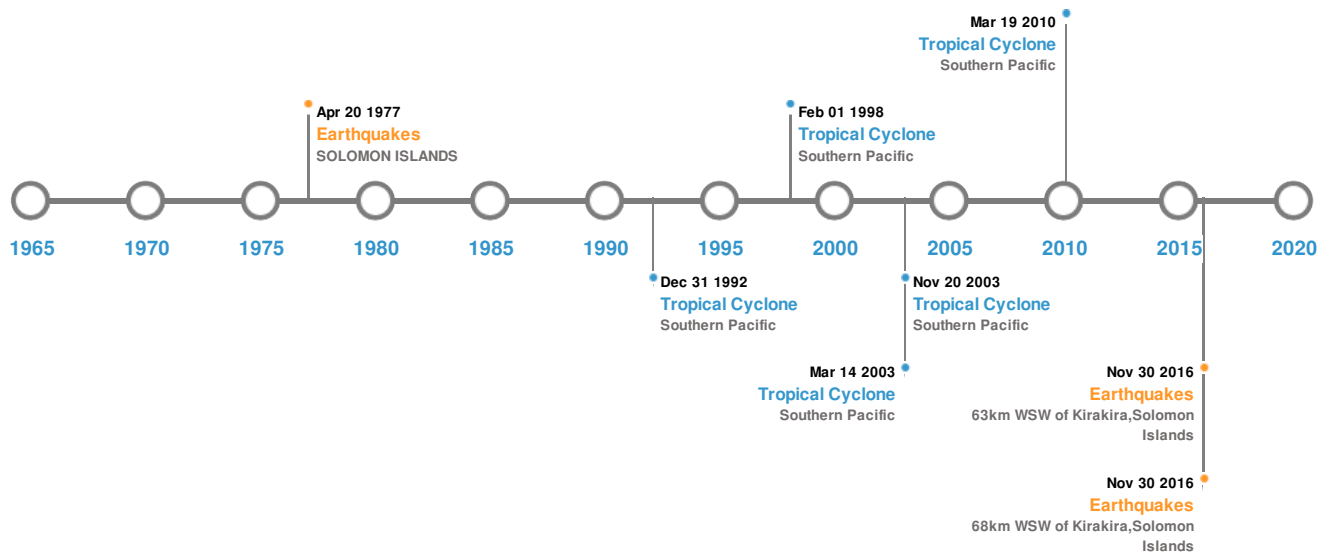 Mar 19 2010
Tropical Cyclone
Southern Pacific
Apr 20 1977
Earthquakes
SOLOMON ISLANDS
Feb 01 1998
Tropical Cyclone
Southern Pacific
1965 1970 1975 1980 1985 1990 1995 2000 2005 2010 2015 2020
Dec 31 1992
Tropical Cyclone
Southern Pacific
Nov 20 2003
Tropical Cyclone
Southern Pacific
Mar 14 2003
Tropical Cyclone
Southern Pacific
Nov 30 2016
Earthquakes
63km WSW of Kirakira,Solomon
Islands
Nov 30 2016
Earthquakes
68km WSW of Kirakira,Solomon
Islands